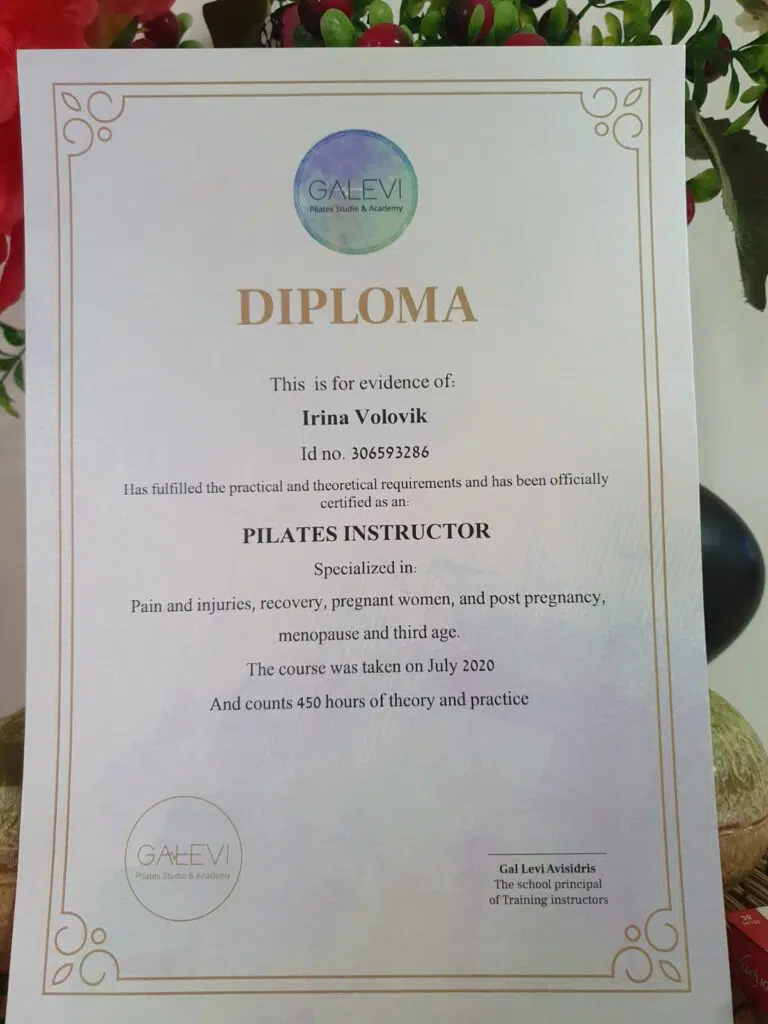 GALEVI
Pilates Studio & Academy
DIPLOMA
This is for evidence of:
Irina Volovik
Id no. 306593286
Has fulfilled the practical and theoretical requirements and has been officially
certified as an:
PILATES INSTRUCTOR
Specialized in:
Pain and injuries, recovery, pregnant women, and post pregnancy,
menopause and third age.
The course was taken on July 2020
And counts 450 hours of theory and practice
GALEVI
Pilates Studio & Academy
Gal Levi Avisidris
The school principal
of Training instructors
30